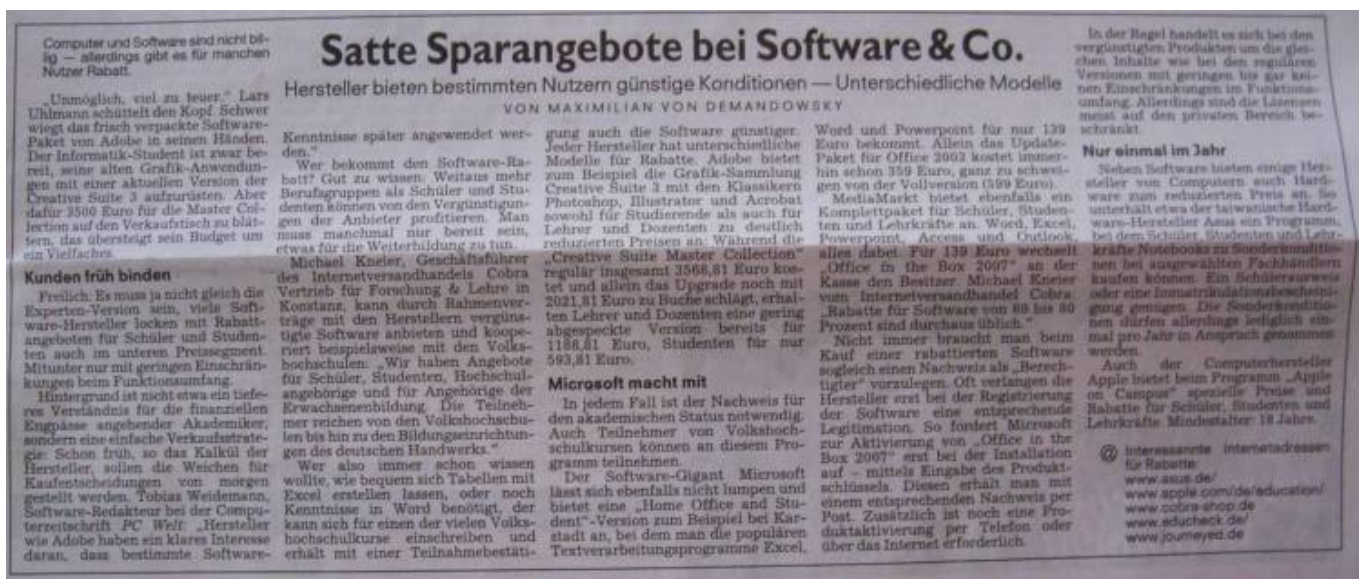 Computer und Software sind nicht bil-
lig — allerdings gibt es für manchen
Nutzer Rabatt.
Satte Sparangebote bei Software & Co.
Hersteller bieten bestimmten Nutzern günstige Konditionen — Unterschiedliche Modelle
VON MAXIMILIAN VON DEMANDOWSKY
„Unmöglich, viel zu teuer.“ Lars
Uhlmann schüttelt den Kopf. Schwer
wiegt das frisch verpackte Software-
Paket von Adobe in seinen Händen.
Der Informatik-Student ist zwar be-
reit, seine alten Grafik-Anwendun-
gen mit einer aktuellen Version der
Creative Suite 3 aufzurüsten. Aber
dafür 3500 Euro für die Master Col-
lection auf den Verkaufstisch zu blät-
tern, das übersteigt sein Budget um
ein Vielfaches.
Kunden früh binden
Freilich: Es muss ja nicht gleich die
Experten-Version sein, viele Soft-
ware-Hersteller locken mit Rabatt-
angeboten für Schüler und Studen-
ten auch im unteren Preissegment.
Mitunter nur mit geringen Einschrän-
kungen beim Funktionsumfang.
Hintergrund ist nicht etwa ein tiefe-
res Verständnis für die finanziellen
Engpässe angehender Akademiker,
sondern eine einfache Verkaufsstrate-
gie: Schon früh, so das Kalkül der
Hersteller, sollen die Weichen für
Kaufentscheidungen von morgen
gestellt werden. Tobias Weidemann,
Software-Redakteur bei der Compu-
terzeitschrift PC Welt: „Hersteller
wie Adobe haben ein klares Interesse
daran, dass bestimmte Software-
Kenntnisse später angewendet wer-
den.“
Wer bekommt den Software-Ra-
batt? Gut zu wissen: Weitaus mehr
Berufsgruppen als Schüler und Stu-
denten können von den Vergünstigun-
gen der Anbieter profitieren. Man
muss manchmal nur bereit sein,
etwas für die Weiterbildung zu tun.
Michael Kneier, Geschäftsführer
des Internetversandhandels Cobra
Vertrieb für Forschung & Lehre in
Konstanz, kann durch Rahmenver-
träge mit den Herstellern vergüns-
tigte Software anbieten und koope-
riert beispielsweise mit den Volks-
hochschulen: „Wir haben Angebote
für Schüler, Studenten, Hochschul-
angehörige und für Angehörige der
Erwachsenenbildung. Die Teilneh-
mer reichen von den Volkshochschu-
len bis hin zu den Bildungseinrichtun-
gen des deutschen Handwerks.“
Wer also immer schon wissen
wollte, wie bequem sich Tabellen mit
Excel erstellen lassen, oder noch
Kenntnisse in Word benötigt, der
kann sich für einen der vielen Volks-
hochschulkurse einschreiben und
erhält mit einer Teilnahmebestäti-
gung auch die Software günstiger.
Jeder Hersteller hat unterschiedliche
Modelle für Rabatte. Adobe bietet
zum Beispiel die Grafik-Sammlung
Creative Suite 3 mit den Klassikern
Photoshop, Illustrator und Acrobat
sowohl für Studierende als auch für
Lehrer und Dozenten zu deutlich
reduzierten Preisen an: Während die
„Creative Suite Master Collection“
regulär insgesamt 3568,81 Euro kos-
tet und allein das Upgrade noch mit
2021,81 Euro zu Buche schlägt, erhal-
ten Lehrer und Dozenten eine gering
abgespeckte Version bereits für
1188,81 Euro, Studenten für nur
593,81 Euro.
Microsoft macht mit
In jedem Fall ist der Nachweis für
den akademischen Status notwendig.
Auch Teilnehmer von Volkshoch-
schulkursen können an diesem Pro-
gramm teilnehmen.
Der Software-Gigant Microsoft
lässt sich ebenfalls nicht lumpen und
bietet eine „Home Office and Stu-
dent“-Version zum Beispiel bei Kar-
stadt an, bei dem man die populären
Textverarbeitungsprogramme Excel,
Word und Powerpoint für nur 139
Euro bekommt. Allein das Update-
Paket für Office 2003 kostet immer-
hin schon 359 Euro, ganz zu schwei-
gen von der Vollversion (599 Euro).
MediaMarkt bietet ebenfalls ein
Komplettpaket für Schüler, Studen-
ten und Lehrkräfte an. Word, Excel,
Powerpoint, Access und Outlook,
alles dabei. Für 139 Euro wechselt
„Office in the Box 2007“ an der
Kasse den Besitzer. Michael Kneier
vom Internetversandhandel Cobra:
„Rabatte für Software von 60 bis 80
Prozent sind durchaus üblich.“
Nicht immer braucht man beim
Kauf einer rabattierten Software
sogleich einen Nachweis als „Berech-
tigter“ vorzulegen. Oft verlangen die
Hersteller erst bei der Registrierung
der Software eine entsprechende
Legitimation. So fordert Microsoft
zur Aktivierung von „Office in the
Box 2007“ erst bei der Installation
auf – mittels Eingabe des Produkt-
schlüssels. Diesen erhält man mit
einem entsprechenden Nachweis per
Post. Zusätzlich ist noch eine Pro-
duktaktivierung per Telefon oder
über das Internet erforderlich.
In der Regel handelt es sich bei den
vergünstigten Produkten um die glei-
chen Inhalte wie bei den regulären
Versionen mit geringen bis gar kei-
nen Einschränkungen im Funktions-
umfang. Allerdings sind die Lizenzen
meist auf den privaten Bereich be-
schränkt.
Nur einmal im Jahr
Neben Software bieten einige Her-
steller von Computern auch Hard-
ware zum reduzierten Preis an. So
unterhält etwa der taiwanische Hard-
ware-Hersteller Asus ein Programm,
bei dem Schüler, Studenten und Lehr-
kräfte Notebooks zu Sonderkonditio-
nen bei ausgewählten Fachhändlern
kaufen können. Ein Schülerausweis
oder eine Immatrikulationsbescheini-
gung genügen. Die Sonderkonditio-
nen dürfen allerdings lediglich ein-
mal pro Jahr in Anspruch genommen
werden.
Auch der Computerhersteller
Apple bietet beim Programm „Apple
on Campus“ spezielle Preise und
Rabatte für Schüler, Studenten und
Lehrkräfte. Mindestalter: 18 Jahre.
@ Interessante Internetadressen
für Rabatte:
www.asus.de/
www.apple.com/de/education/
www.cobra-shop.de
www.educheck.de/
www.journeyed.de